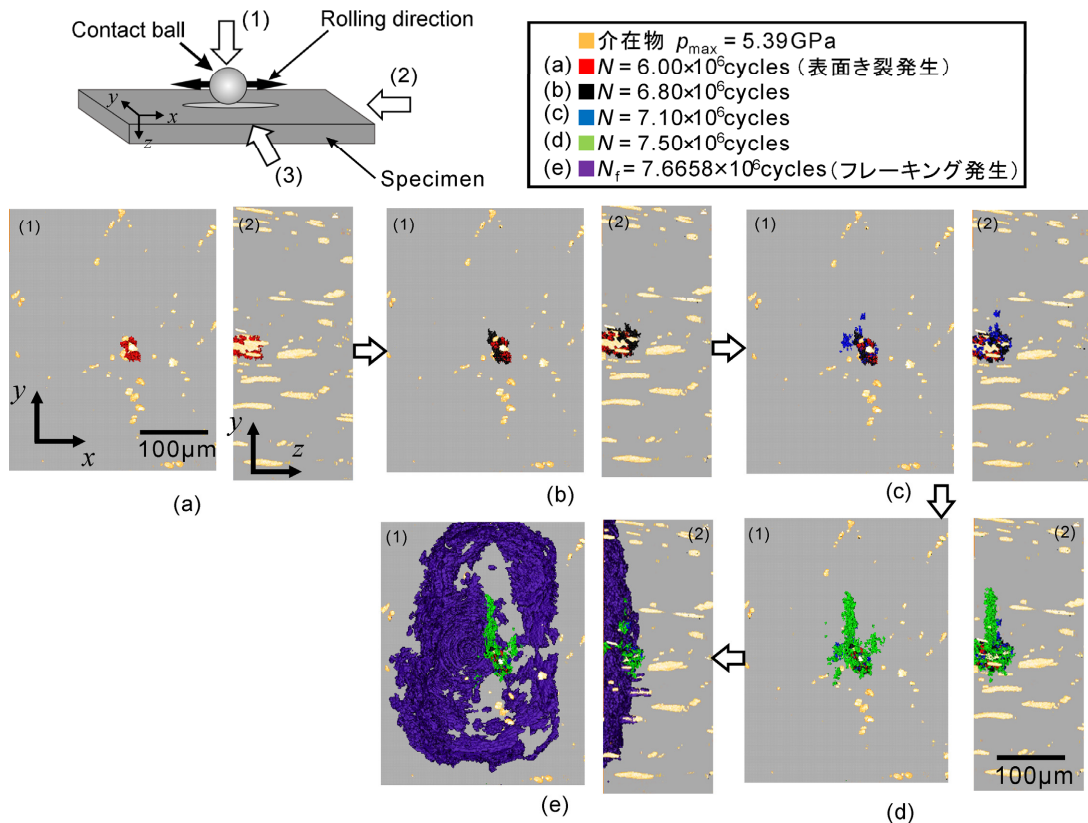 Contact ball
(1)
Rolling direction
(2)
y
x
z
(3)
Specimen
介在物 pmax = 5.39GPa
(a) N = 6.00×10⁶cycles (表面き裂発生)
(b) N = 6.80×10⁶cycles
(c) N = 7.10×10⁶cycles
(d) N = 7.50×10⁶cycles
(e) Nf = 7.6658×10⁶cycles(フレーキング発生)
(1)
(2)
y
x
100μm
y
z
(a)
(1)
(2)
(b)
(1)
(2)
(c)
(1)
(2)
(e)
(1)
(2)
100μm
(d)